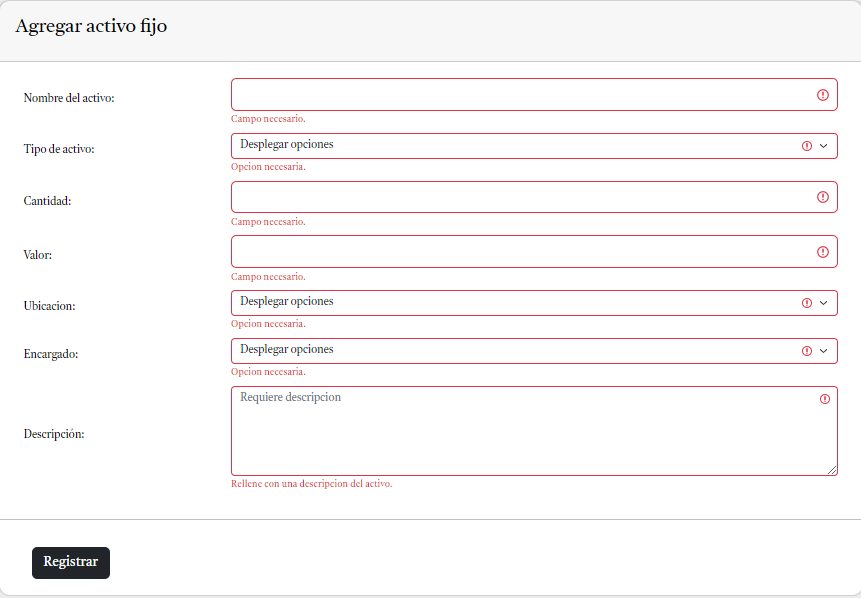 Agregar activo fijo
Nombre del activo:
Campo necesario.
Tipo de activo:
Desplegar opciones
Opcion necesaria.
Cantidad:
Campo necesario.
Valor:
Campo necesario.
Ubicacion:
Desplegar opciones
Opcion necesaria.
Encargado:
Desplegar opciones
Opcion necesaria.
Descripción:
Requiere descripcion
Rellene con una descripcion del activo.
Registrar